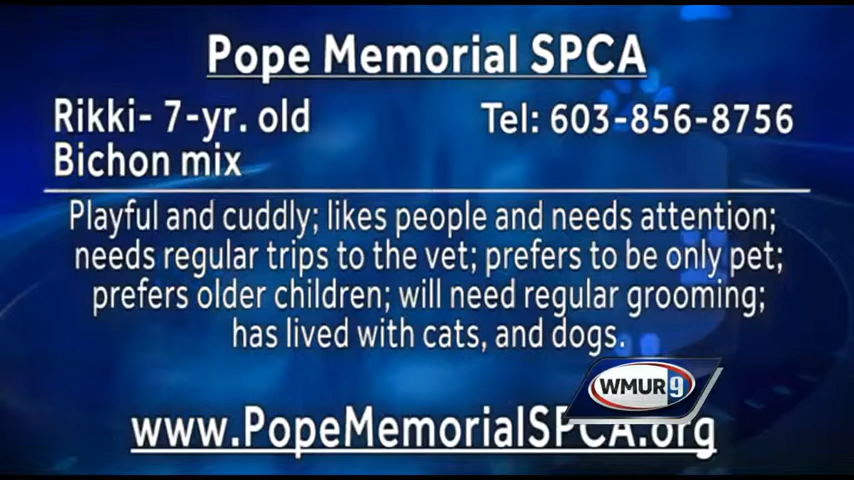 Pope Memorial SPCA
Rikki- 7-yr. old
Tel: 603-856-8756
Bichon mix
Playful and cuddly; likes people and needs attention;
needs regular trips to the vet; prefers to be only pet;
prefers older children; will need regular grooming;
has lived with cats, and dogs.
WMUR 9
www.PopeMemorialSPCA.org